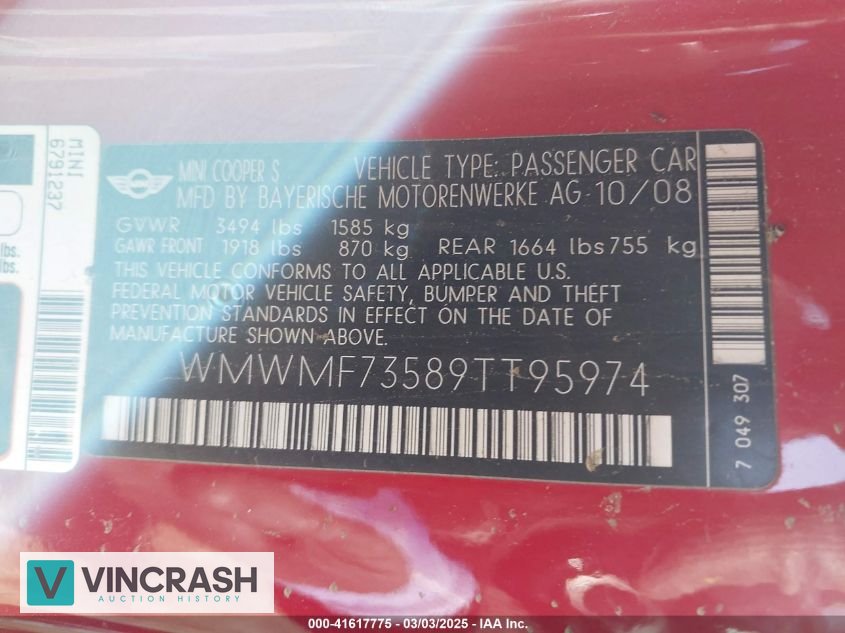 MINI
6791237
lbs.
lbs.
MINI COOPER S VEHICLE TYPE: PASSENGER CAR
MFD BY BAYERISCHE MOTORENWERKE AG 10/08
GVWR 3494 lbs 1585 kg
GAWR FRONT 1918 lbs 870 kg REAR 1664 lbs 755 kg
THIS VEHICLE CONFORMS TO ALL APPLICABLE U.S.
FEDERAL MOTOR VEHICLE SAFETY, BUMPER AND THEFT
PREVENTION STANDARDS IN EFFECT ON THE DATE OF
MANUFACTURE SHOWN ABOVE.
WMWMF73589TT95974
7 049 307
VINCRASH
AUCTION HISTORY
000-41617775 - 03/03/2025 - IAA Inc.